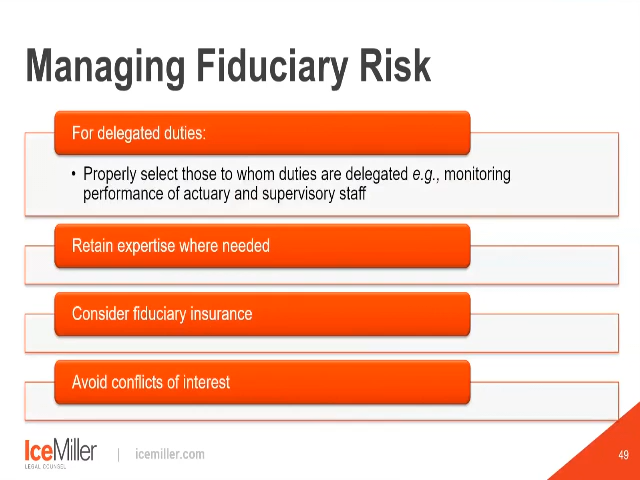 Managing Fiduciary Risk
For delegated duties:
• Properly select those to whom duties are delegated e.g., monitoring
performance of actuary and supervisory staff
Retain expertise where needed
Consider fiduciary insurance
Avoid conflicts of interest
IceMiller
LEGAL COUNSEL
| icemiller.com
49